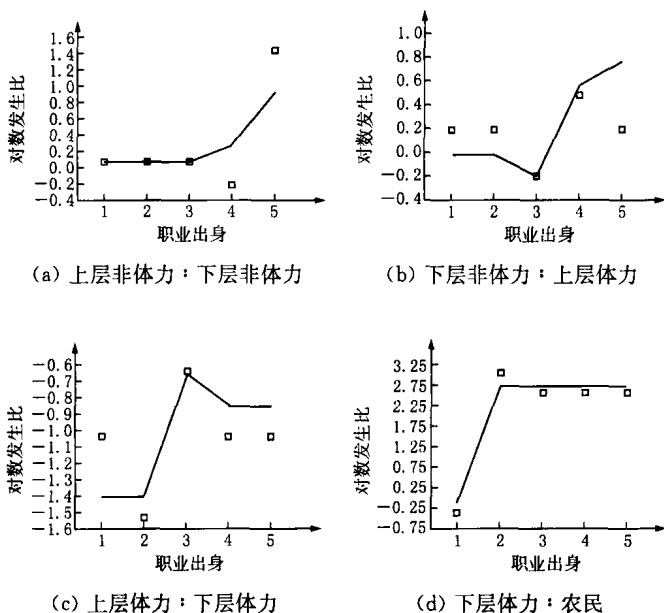 1.6
1.4
1.2
1.0
0.8
0.6
0.4
0.2
0.0
−0.2
−0.4
对数发生比
1 2 3 4 5
职业出身
(a) 上层非体力：下层非体力
1.0
0.8
0.6
0.4
0.2
0.0
−0.2
0.4
对数发生比
1 2 3 4 5
职业出身
(b) 下层非体力：上层体力
−0.6
−0.7
−0.8
−0.9
−1.0
−1.1
−1.2
−1.3
−1.4
−1.5
−1.6
对数发生比
1 2 3 4 5
职业出身
(c) 上层体力：下层体力
3.25
2.75
2.25
1.25
0.25
0.25
−0.25
−0.75
对数发生比
1 2 3 4 5
职业出身
(d) 下层体力：农民